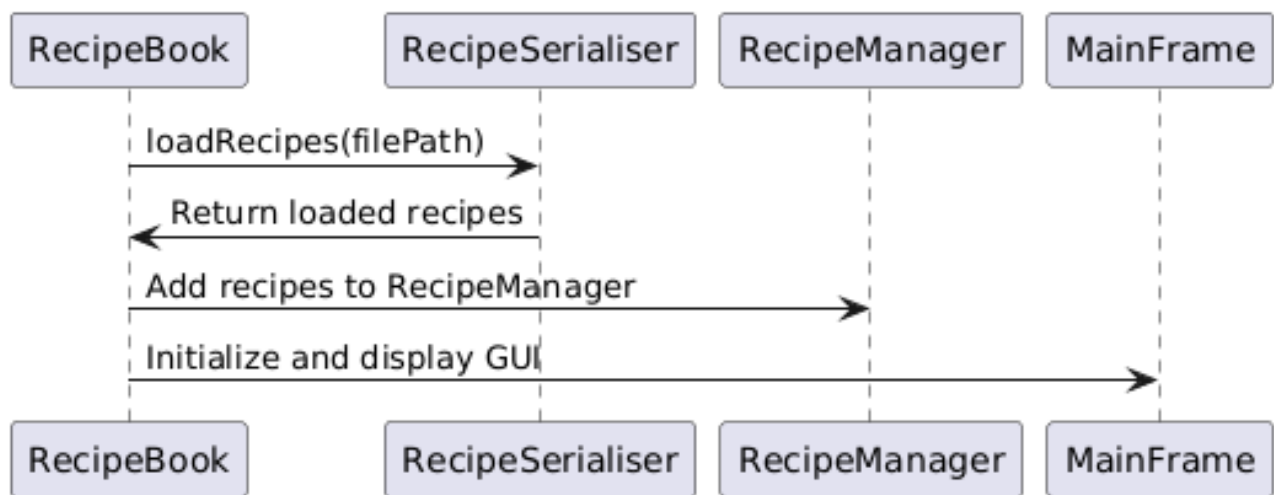 RecipeBook RecipeSerialiser RecipeManager MainFrame
loadRecipes(filePath)
Return loaded recipes
Add recipes to RecipeManager
Initialize and display GUI
RecipeBook RecipeSerialiser RecipeManager MainFrame